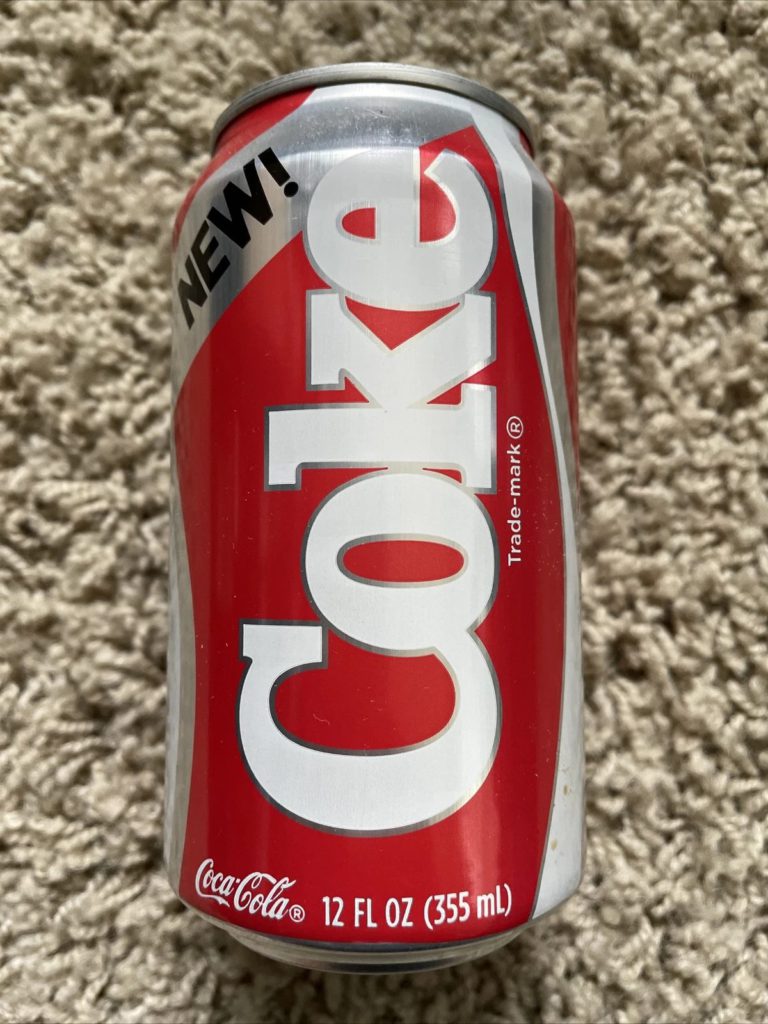 NEW!
Coke
Trade-mark ®
Coca-Cola®
12 FL OZ (355 mL)